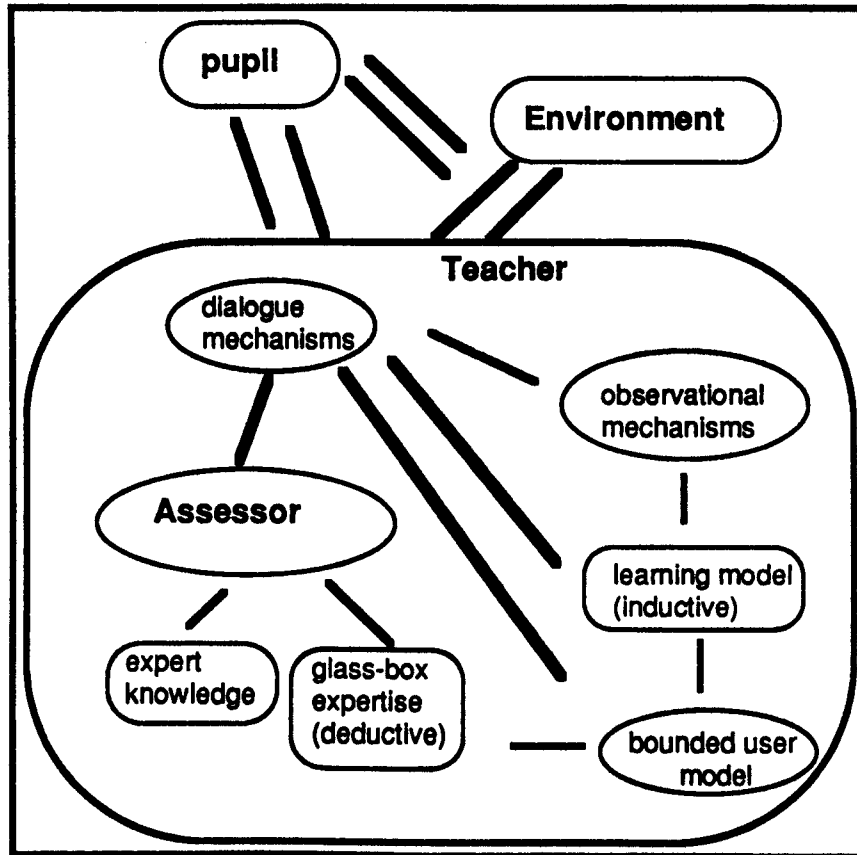 pupil
Environment
Teacher
dialogue
mechanisms
observational
mechanisms
Assessor
learning model
(inductive)
expert
knowledge
glass-box
expertise
(deductive)
bounded user
model